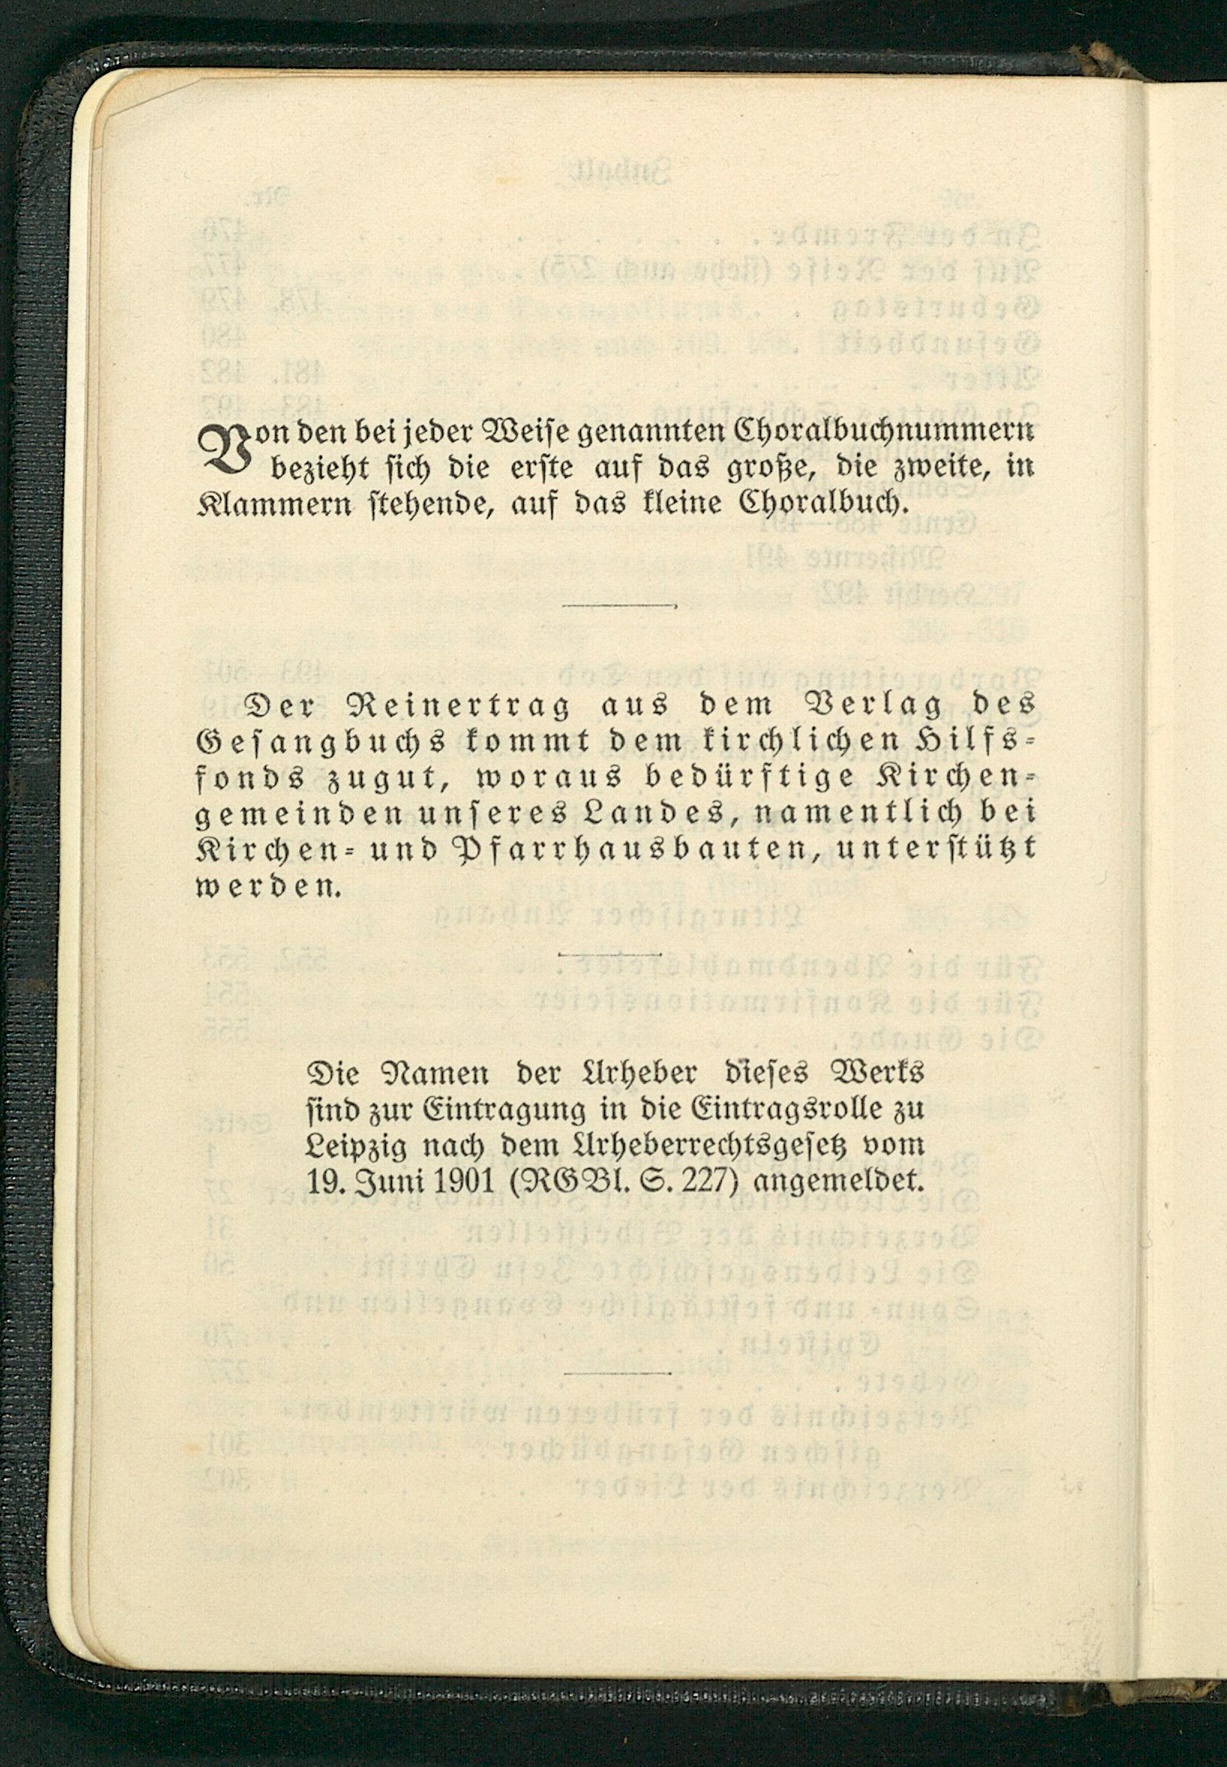 Von den bei jeder Weise genannten Choralbuchnummern
bezieht sich die erste auf das große, die zweite, in
Klammern stehende, auf das kleine Choralbuch.
Der Reinertrag aus dem Verlag des
Gesangbuchs kommt dem kirchlichen Hilfs-
fonds zugut, woraus bedürftige Kirchen-
gemeinden unseres Landes, namentlich bei
Kirchen- und Pfarrhausbauten, unterstützt
werden.
Die Namen der Urheber dieses Werks
sind zur Eintragung in die Eintragsrolle zu
Leipzig nach dem Urheberrechtsgesetz vom
19. Juni 1901 (RGBl. S. 227) angemeldet.